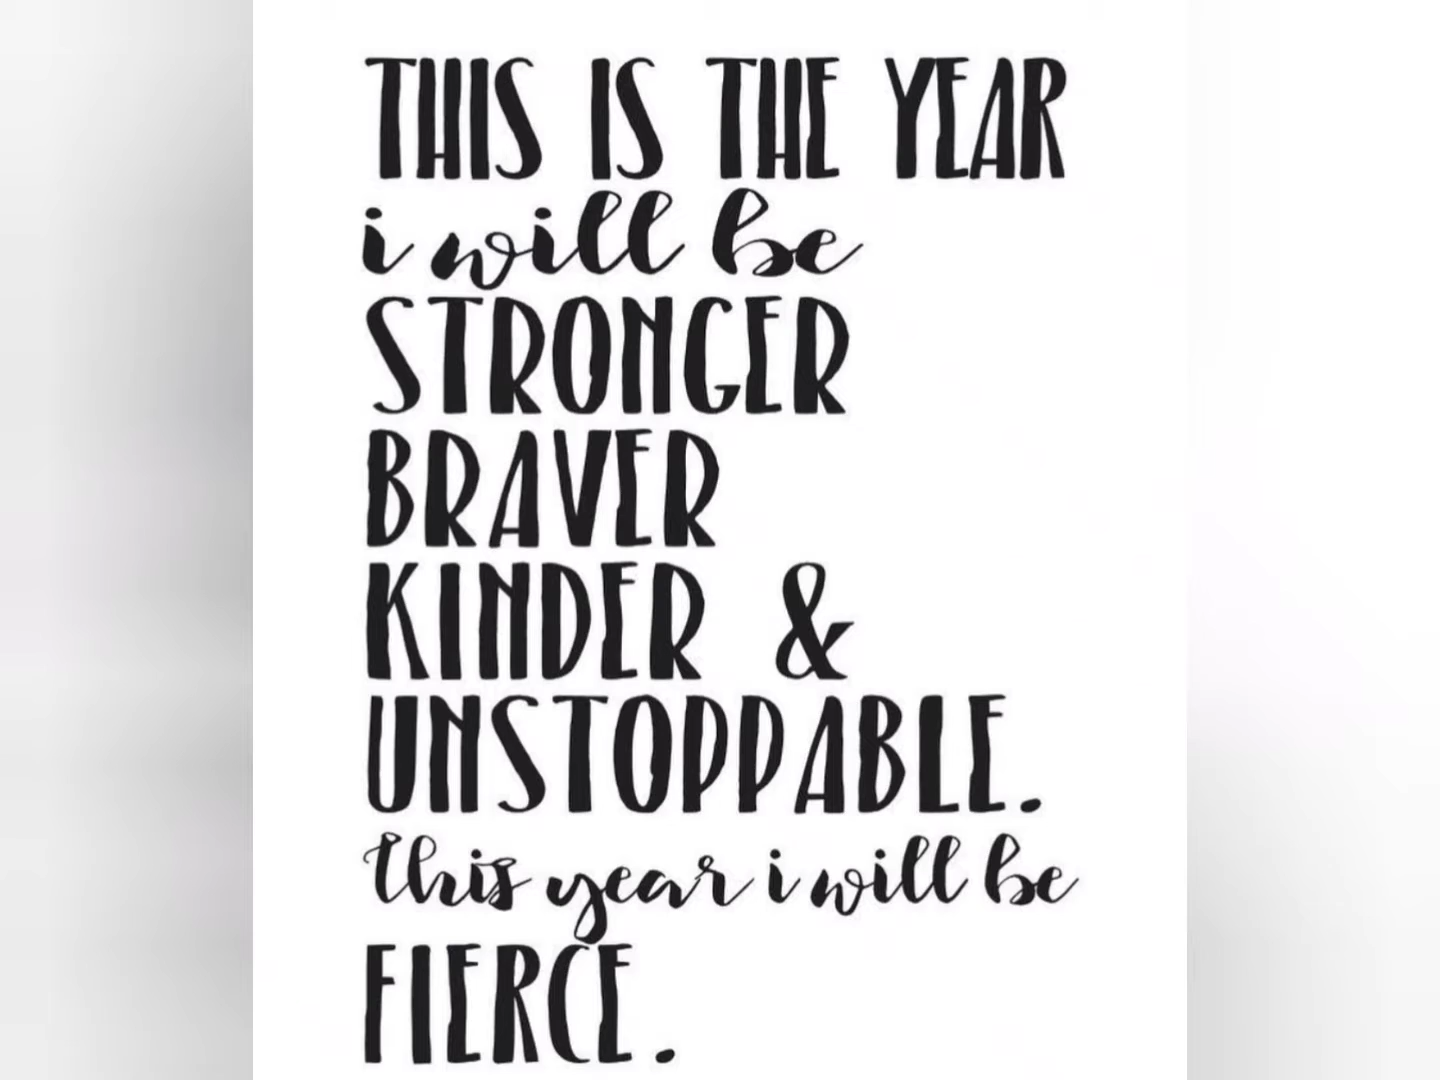 THIS IS THE YEAR
i will be
STRONGER
BRAVER
KINDER &
UNSTOPPABLE.
this year i will be
FIERCE.